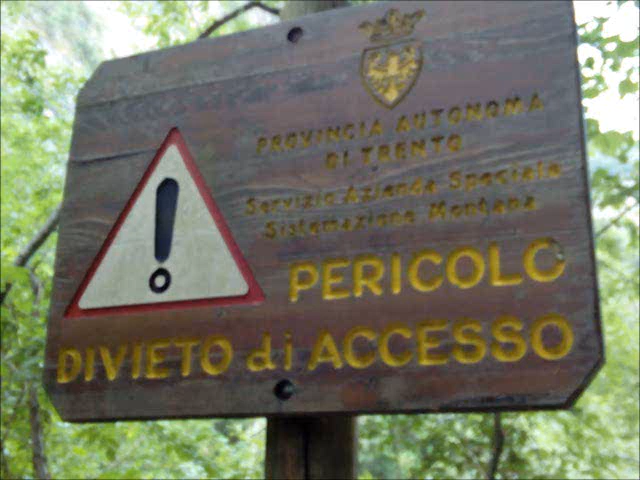 PROVINCIA AUTONOMA
DI TRENTO
Servizio Azienda Speciale
Sistemazione Montana
PERICOLO
DIVIETO di ACCESSO